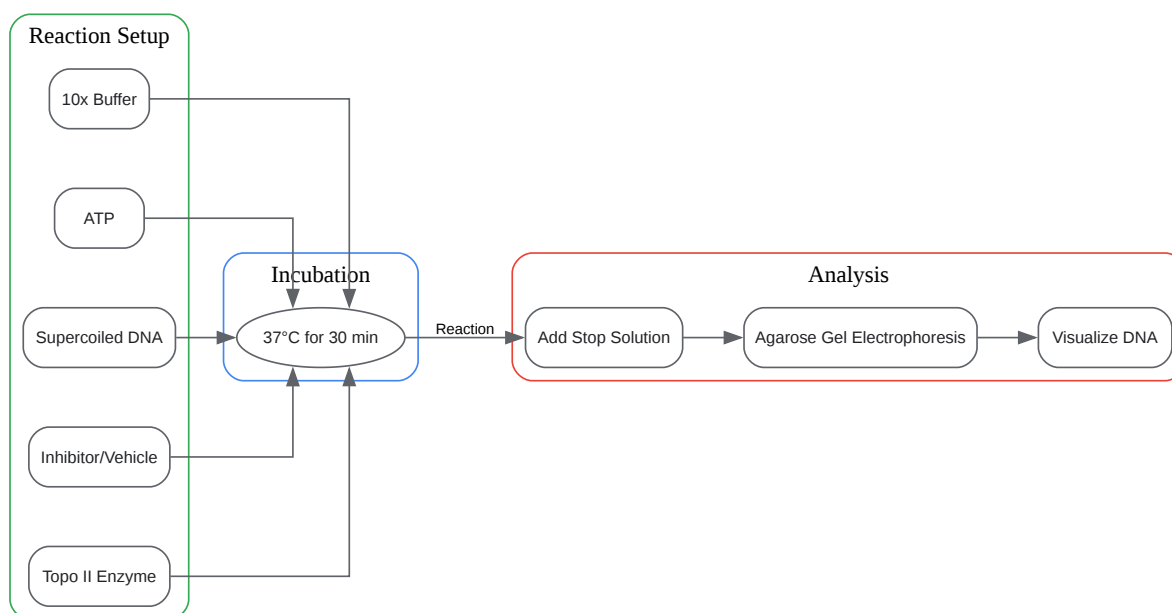 Reaction Setup
10x Buffer
ATP
Supercoiled DNA
Inhibitor/Vehicle
Topo II Enzyme
Incubation
37°C for 30 min
Reaction
Analysis
Add Stop Solution
Agarose Gel Electrophoresis
Visualize DNA